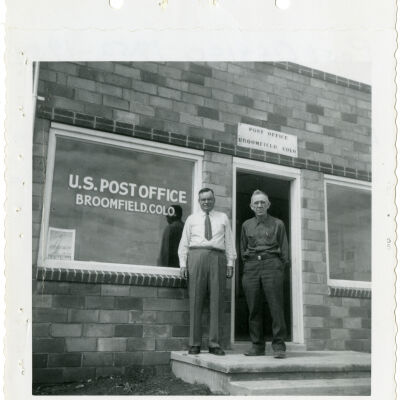 POST OFFICE
BROOMFIELD COLO
U.S. POST OFFICE
BROOMFIELD.COLO.